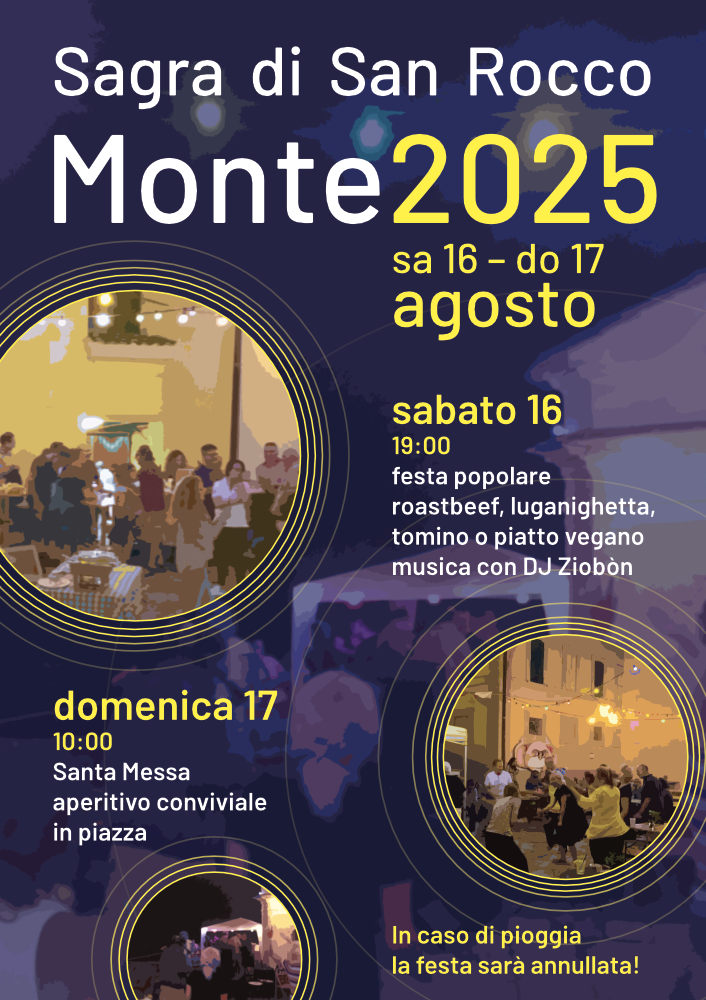 Sagra di San Rocco
Monte2025
sa 16 – do 17
agosto
sabato 16
19:00
festa popolare
roastbeef, luganighetta,
tomino o piatto vegano
musica con DJ Ziobòn
domenica 17
10:00
Santa Messa
aperitivo conviviale
in piazza
In caso di pioggia
la festa sarà annullata!